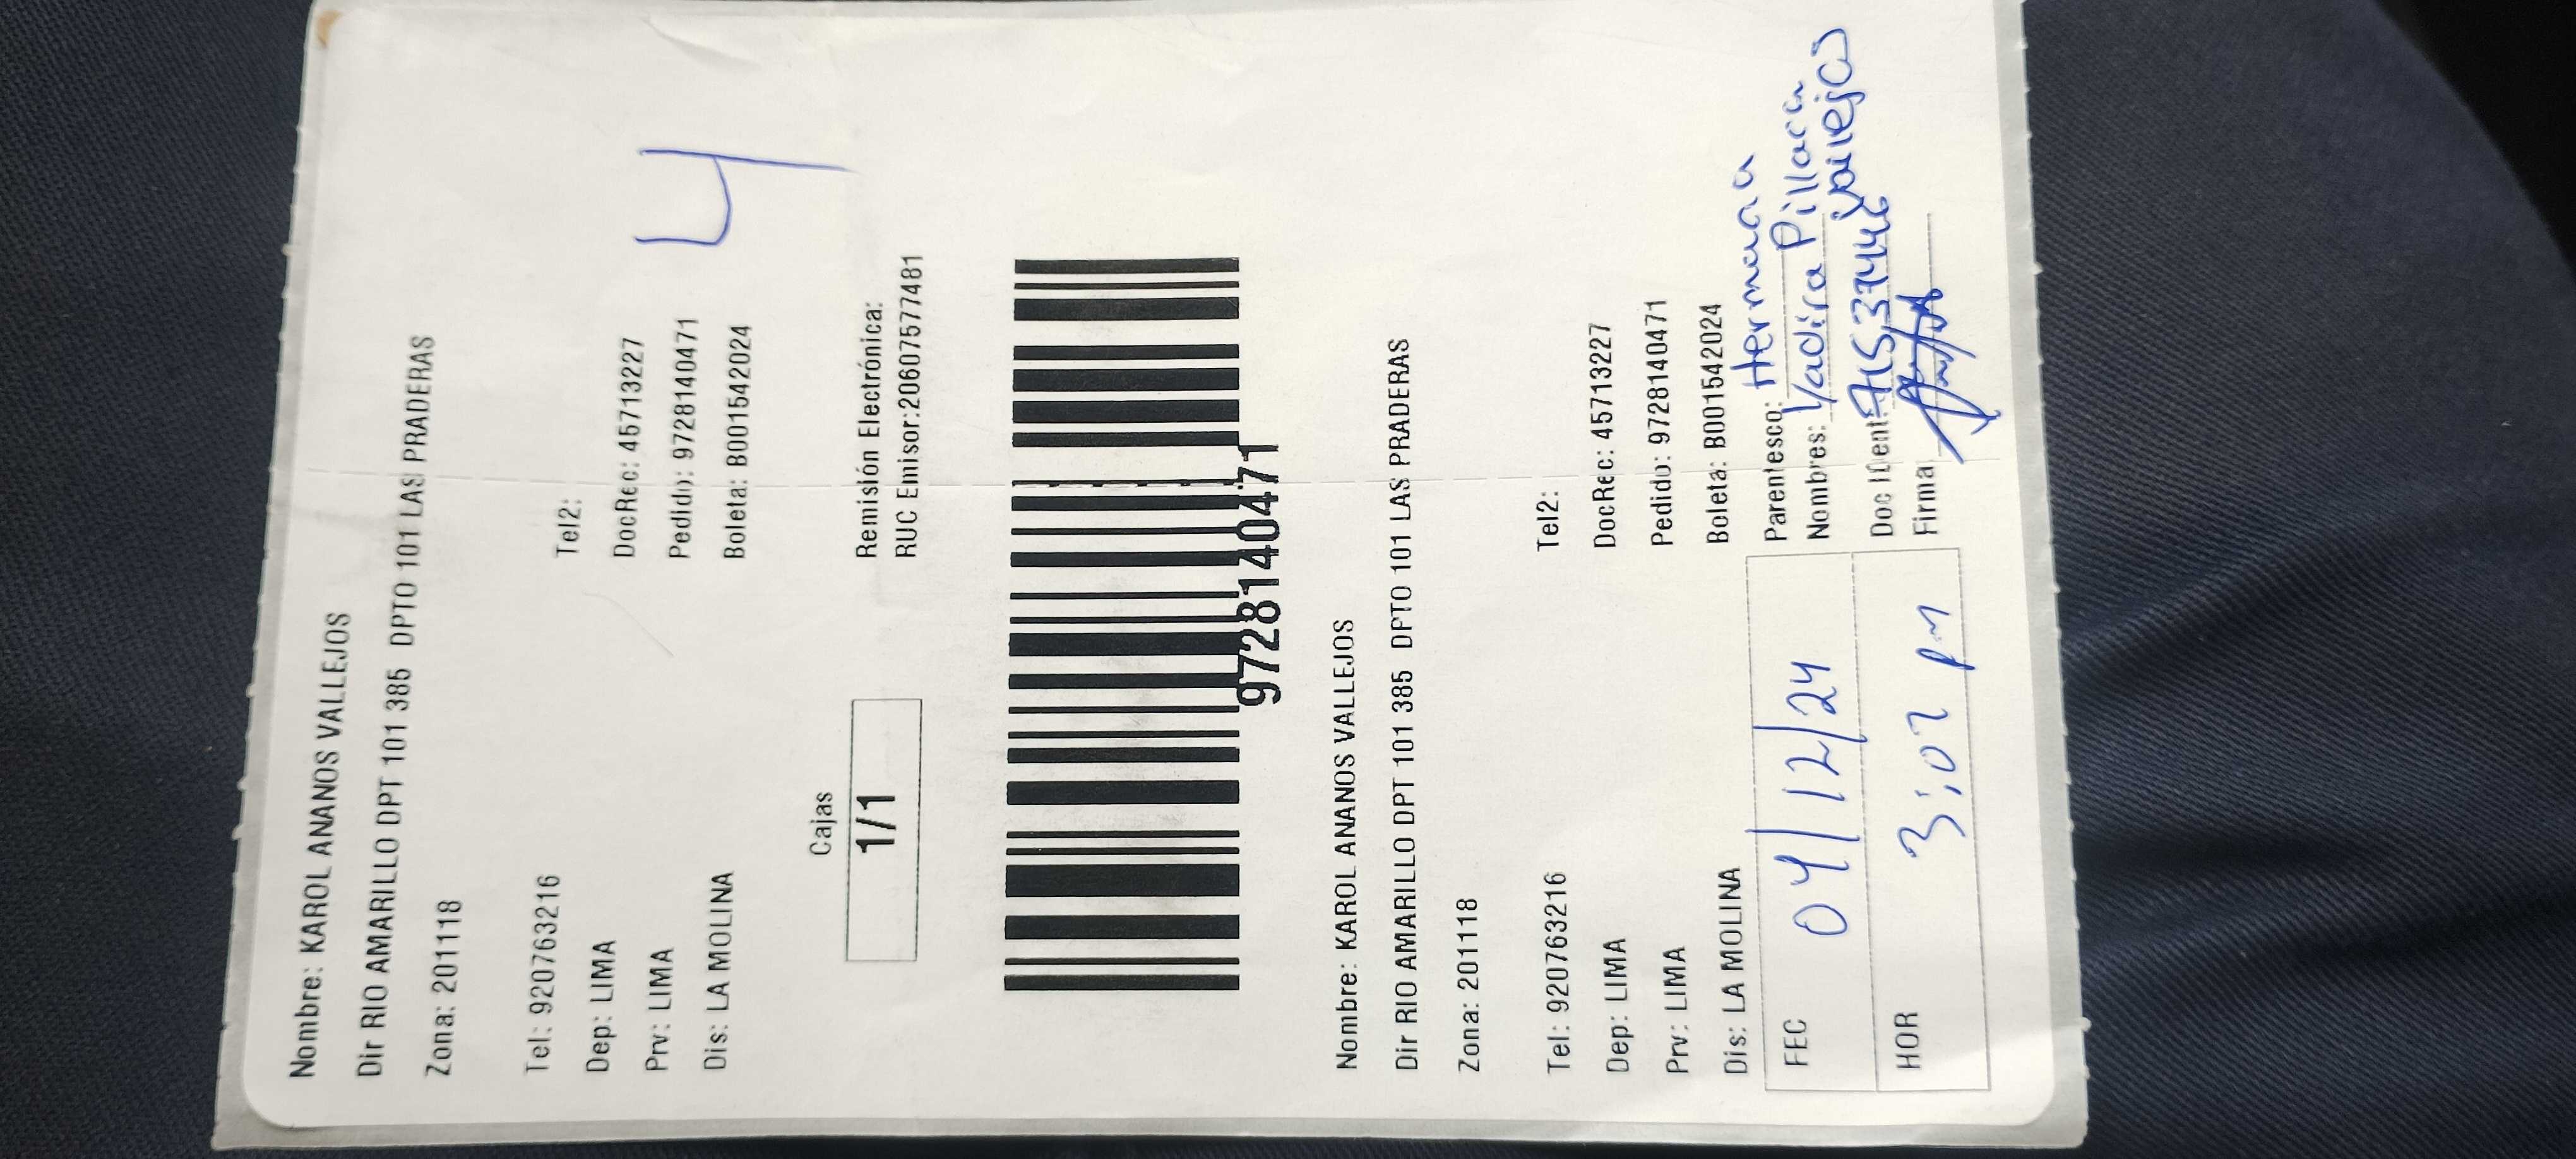 Nombre: KAROL ANANOS VALLEJOS
Dir RIO AMARILLO DPT 101 385 DPTO 101 LAS PRADERAS
Zona: 201118
Tel: 920763216 Tel2:
Dep: LIMA DocRec: 45713227
Prv: LIMA Pedido: 97281404​71
Dis: LA MOLINA Boleta: B001542024
4
Cajas
1/1
Remisión Electrónica:
RUC Emisor:20607577481
9728140471
Nombre: KAROL ANANOS VALLEJOS
Dir RIO AMARILLO DPT 101 385 DPTO 101 LAS PRADERAS
Zona: 201118
Tel: 920763216 Tel2:
Dep: LIMA DocRec: 45713227
Prv: LIMA Pedido: 9728140471
Dis: LA MOLINA Boleta: B001542024
FEC 04/12/24
HOR 3:02 pm
Parentesco: Hermana
Nombres: Yadira Pillaca Vallejos
Doc Ident:
Firma